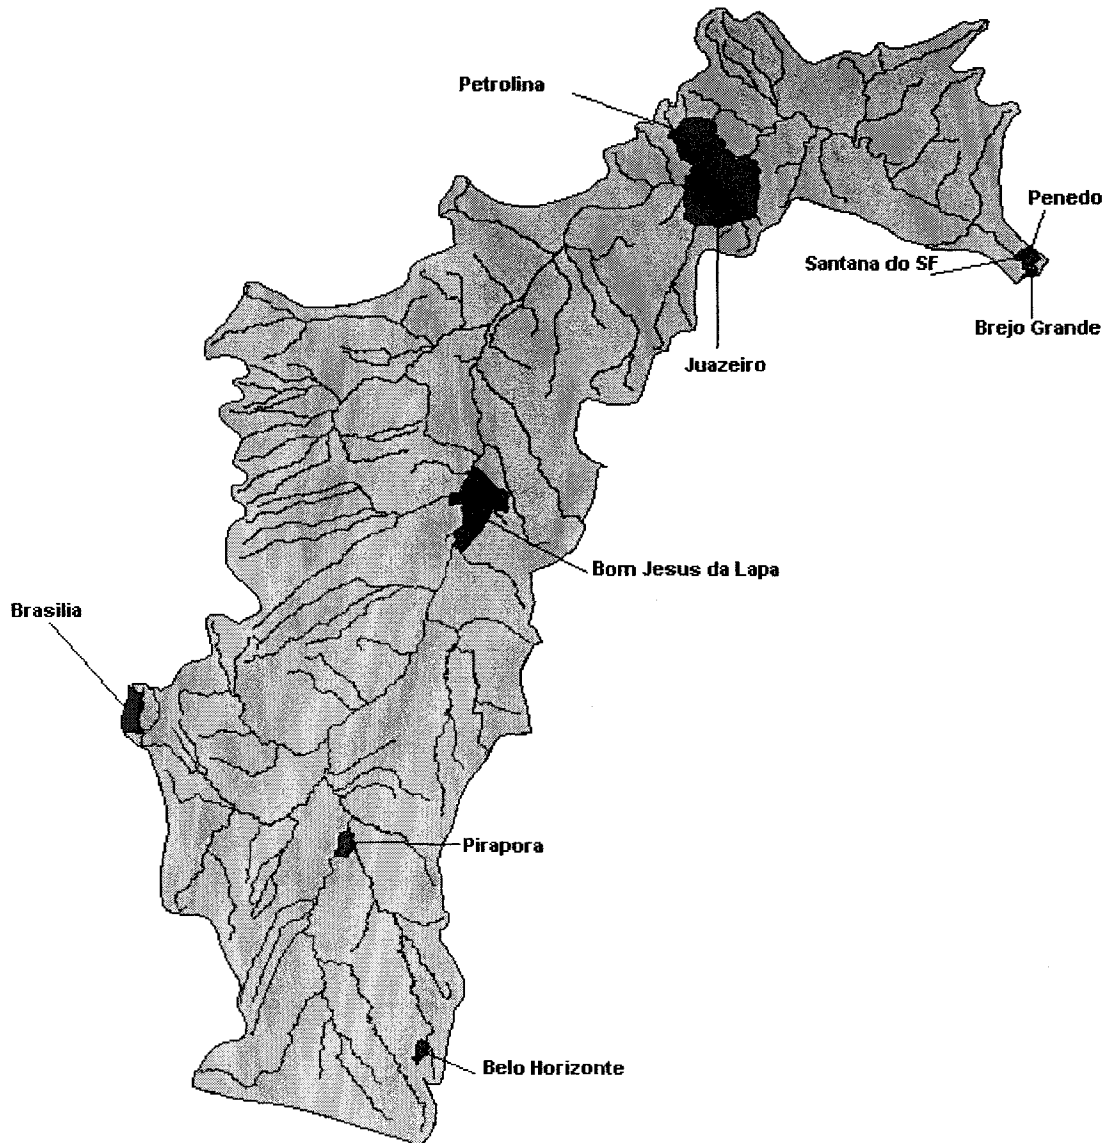 Petrolina
Penedo
Santana do SF
Brejo Grande
Juazeiro
Bom Jesus da Lapa
Brasilia
Pirapora
Belo Horizonte